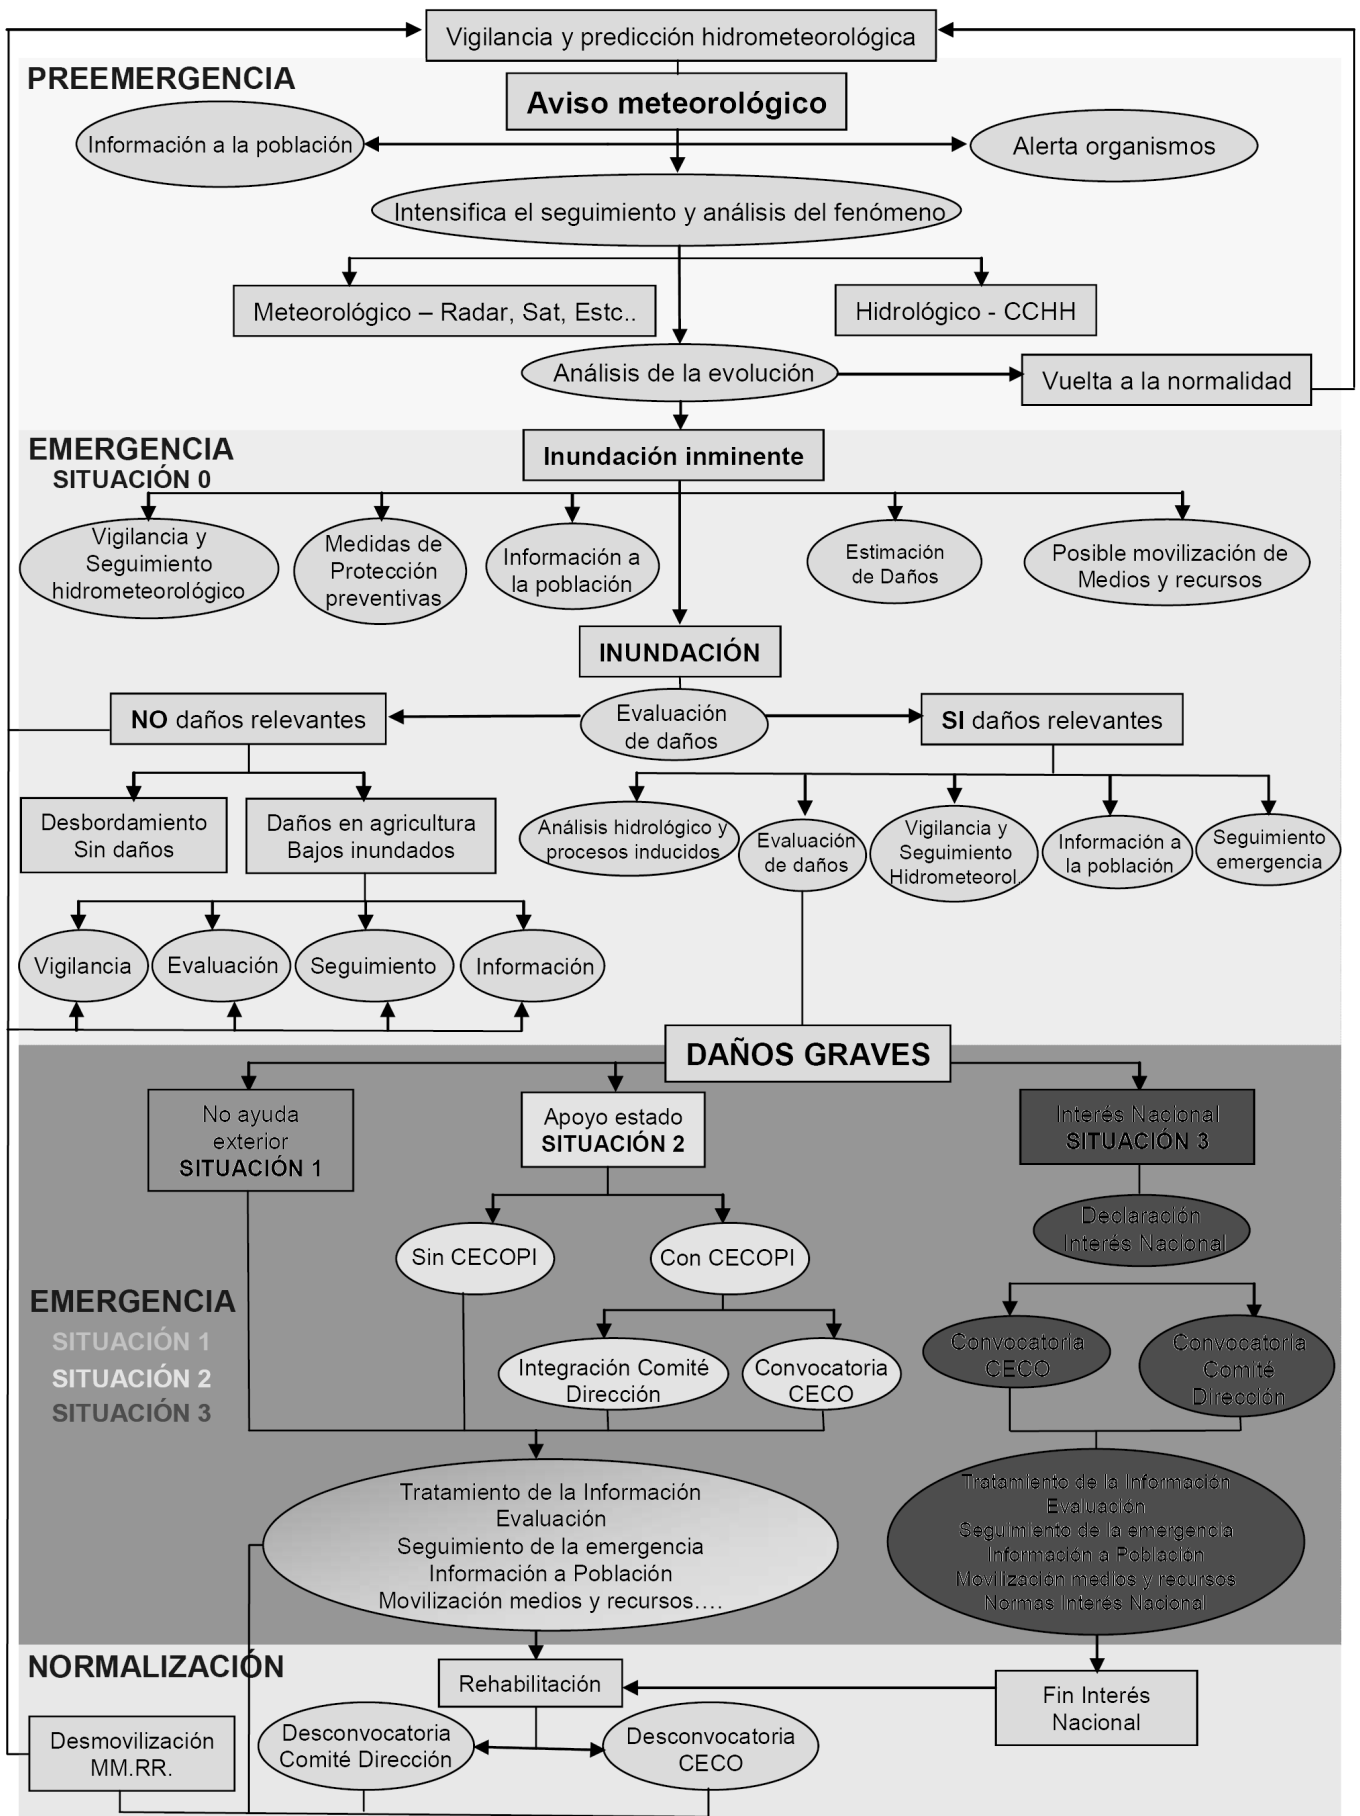 Vigilancia y predicción hidrometeorológica
PREEMERGENCIA
Aviso meteorológico
Información a la población
Alerta organismos
Intensifica el seguimiento y análisis del fenómeno
Meteorológico – Radar, Sat, Estc..
Hidrológico - CCHH
Análisis de la evolución
Vuelta a la normalidad
EMERGENCIA
SITUACIÓN 0
Inundación inminente
Vigilancia y
Seguimiento
hidrometeorológico
Medidas de
Protección
preventivas
Información a
la población
Estimación
de Daños
Posible movilización de
Medios y recursos
INUNDACIÓN
NO daños relevantes
Evaluación
de daños
SI daños relevantes
Desbordamiento
Sin daños
Daños en agricultura
Bajos inundados
Análisis hidrológico y
procesos inducidos
Evaluación
de daños
Vigilancia y
Seguimiento
Hidrometeorol.
Información a
la población
Seguimiento
emergencia
Vigilancia
Evaluación
Seguimiento
Información
DAÑOS GRAVES
No ayuda
exterior
SITUACIÓN 1
Apoyo estado
SITUACIÓN 2
Interés Nacional
SITUACIÓN 3
Declaración
Interés Nacional
Sin CECOPI
Con CECOPI
EMERGENCIA
SITUACIÓN 1
SITUACIÓN 2
SITUACIÓN 3
Integración Comité
Dirección
Convocatoria
CECO
Convocatoria
CECO
Convocatoria
Comité
Dirección
Tratamiento de la Información
Evaluación
Seguimiento de la emergencia
Información a Población
Movilización medios y recursos....
Tratamiento de la Información
Evaluación
Seguimiento de la emergencia
Información a Población
Movilización medios y recursos
Normas Interés Nacional
NORMALIZACIÓN
Rehabilitación
Fin Interés
Nacional
Desmovilización
MM.RR.
Desconvocatoria
Comité Dirección
Desconvocatoria
CECO